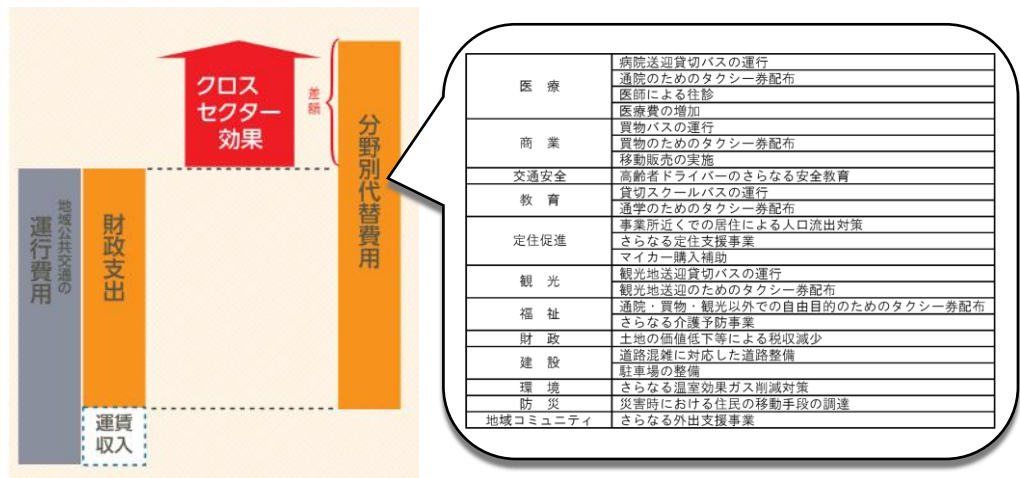 クロス
セクター
効果
差額
分野別代替費用
地域公共交通の
運行費用
財政支出
運賃
収入
医療
病院送迎貸切バスの運行
通院のためのタクシー券配布
医師による往診
医療費の増加
商業
買物バスの運行
買物のためのタクシー券配布
移動販売の実施
交通安全
高齢者ドライバーのさらなる安全教育
教育
貸切スクールバスの運行
通学のためのタクシー券配布
定住促進
事業所近くでの居住による人口流出対策
さらなる定住支援事業
マイカー購入補助
観光
観光地送迎貸切バスの運行
観光地送迎のためのタクシー券配布
福祉
通院・買物・観光以外での自由目的のためのタクシー券配布
さらなる介護予防事業
財政
土地の価値低下等による税収減少
建設
道路混雑に対応した道路整備
駐車場の整備
環境
さらなる温室効果ガス削減対策
防災
災害時における住民の移動手段の調達
地域コミュニティ
さらなる外出支援事業